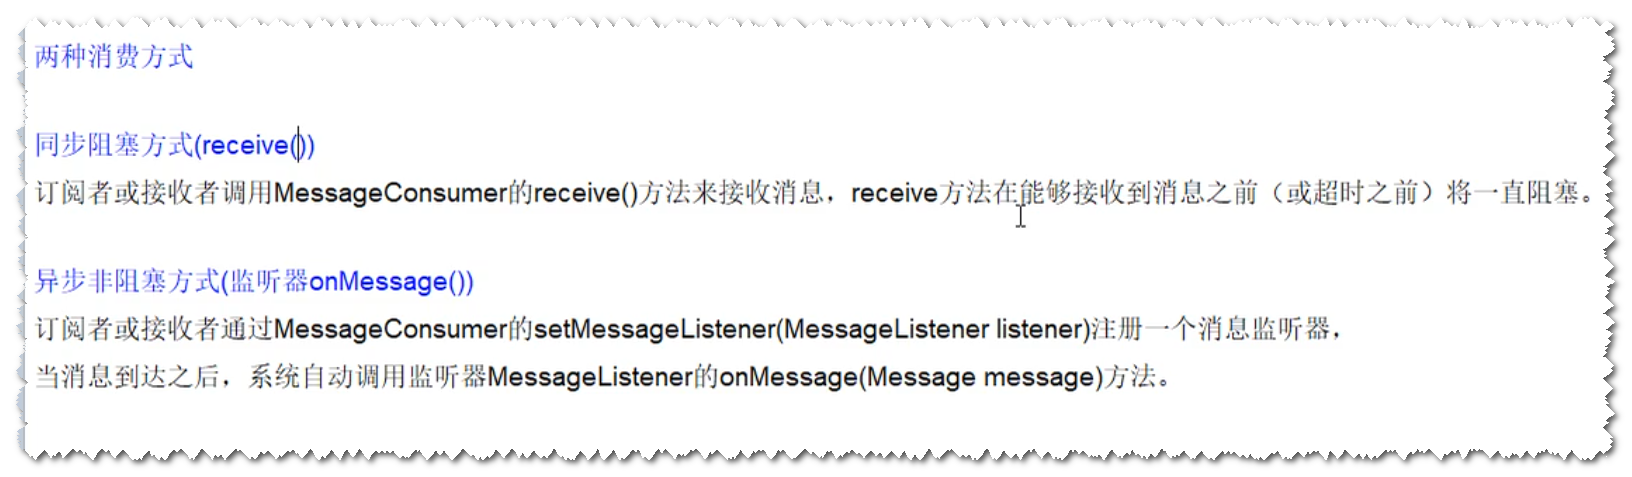 两种消费方式
同步阻塞方式(receive())
订阅者或接收者调用MessageConsumer的receive()方法来接收消息，receive方法在能够接收到消息之前（或超时之前）将一直阻塞。
异步非阻塞方式(监听器onMessage())
订阅者或接收者通过MessageConsumer的setMessageListener(MessageListener listener)注册一个消息监听器，
当消息到达之后，系统自动调用监听器MessageListener的onMessage(Message message)方法。